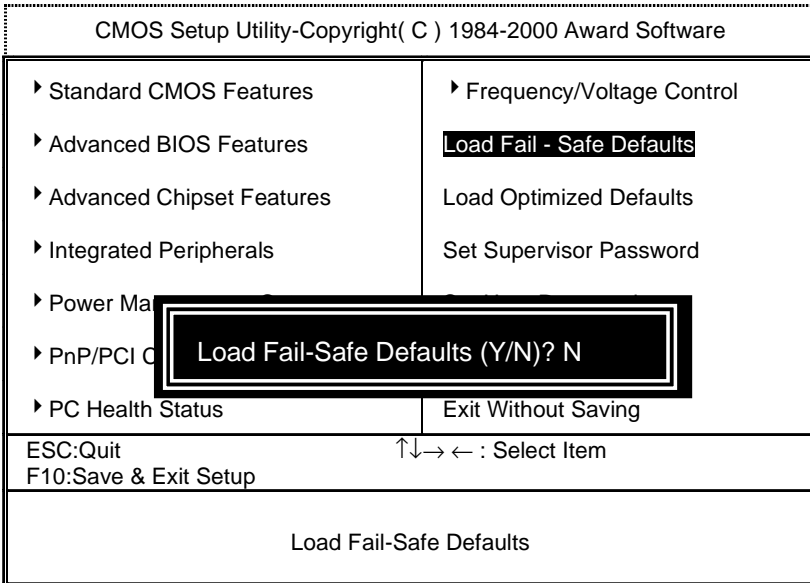 CMOS Setup Utility-Copyright( C ) 1984-2000 Award Software
Standard CMOS Features
Advanced BIOS Features
Advanced Chipset Features
Integrated Peripherals
Power
PnP/PCI
PC Health Status
Frequency/Voltage Control
Load Fail - Safe Defaults
Load Optimized Defaults
Set Supervisor Password
Exit Without Saving
Load Fail-Safe Defaults (Y/N)? N
ESC:Quit ↑↓→ ← : Select Item
F10:Save & Exit Setup
Load Fail-Safe Defaults